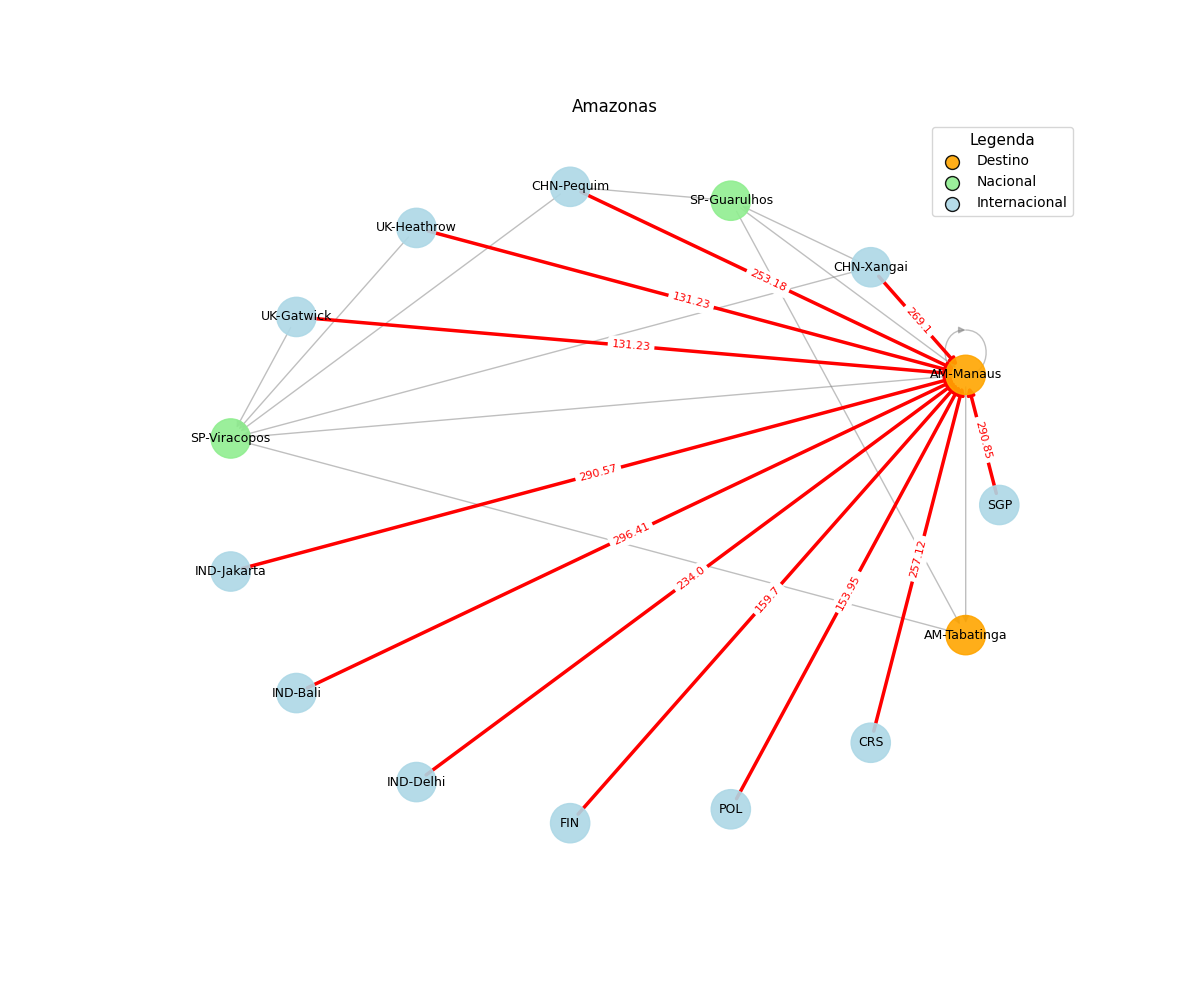 Amazonas
Legenda
Destino
Nacional
Internacional
CHN-Pequim
SP-Guarulhos
UK-Heathrow
CHN-Xangai
253.18
131.23
269.1
UK-Gatwick
131.23
AM-Manaus
SP-Viracopos
290.85
290.57
SGP
296.41
257.12
IND-Jakarta
234.0
159.7
153.95
AM-Tabatinga
IND-Bali
CRS
IND-Delhi
POL
FIN